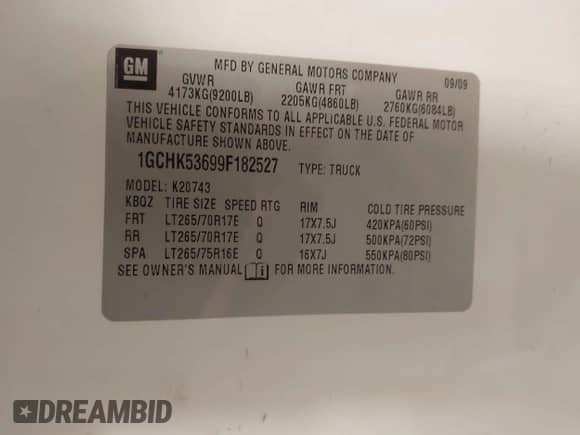 GM
MFD BY GENERAL MOTORS COMPANY 09/09
GVWR GAWR FRT GAWR RR
4173KG(9200LB) 2205KG(4860LB) 2760KG(6084LB)
THIS VEHICLE CONFORMS TO ALL APPLICABLE U.S. FEDERAL MOTOR
VEHICLE SAFETY STANDARDS IN EFFECT ON THE DATE OF
MANUFACTURE SHOWN ABOVE.
1GCHK53699F182527 TYPE: TRUCK
MODEL: K20743
KBQZ TIRE SIZE SPEED RTG RIM COLD TIRE PRESSURE
FRT LT265/70R17E Q 17X7.5J 420KPA(60PSI)
RR LT265/70R17E Q 17X7.5J 500KPA(72PSI)
SPA LT265/75R16E Q 16X7J 550KPA(80PSI)
SEE OWNER'S MANUAL i FOR MORE INFORMATION.
DREAMBID